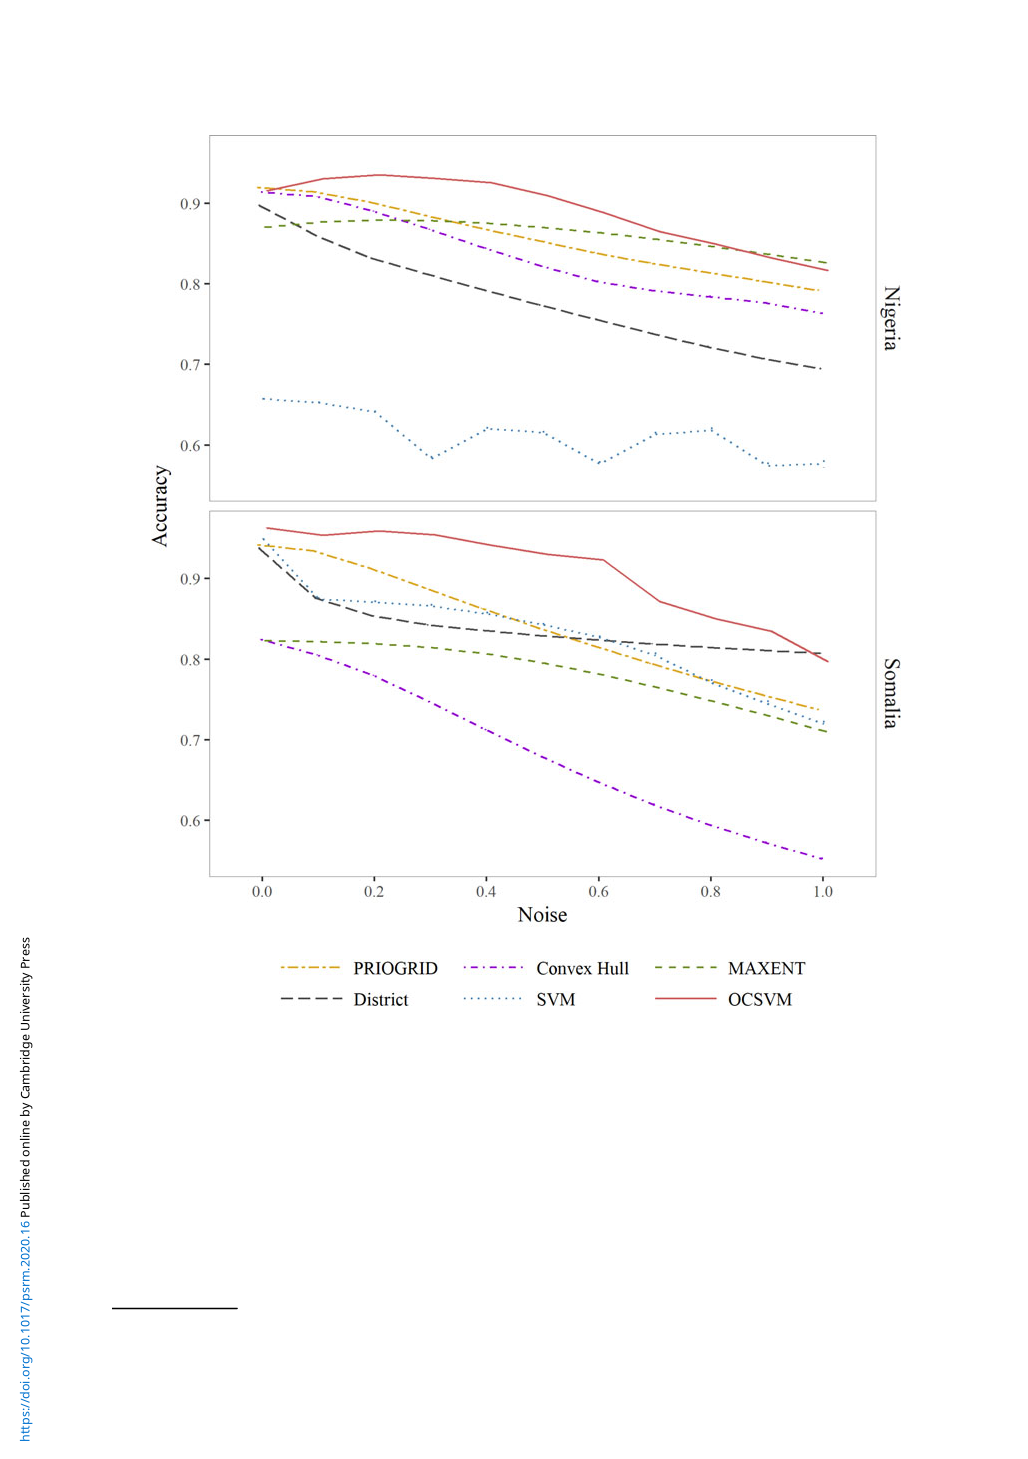 0.9
0.8
0.7
0.6
Nigeria
Accuracy
0.9
0.8
0.7
0.6
Somalia
0.0 0.2 0.4 0.6 0.8 1.0
Noise
PRIOGRID Convex Hull MAXENT
District SVM OCSVM
https://doi.org/10.1017/psrm.2020.16 Published online by Cambridge University Press